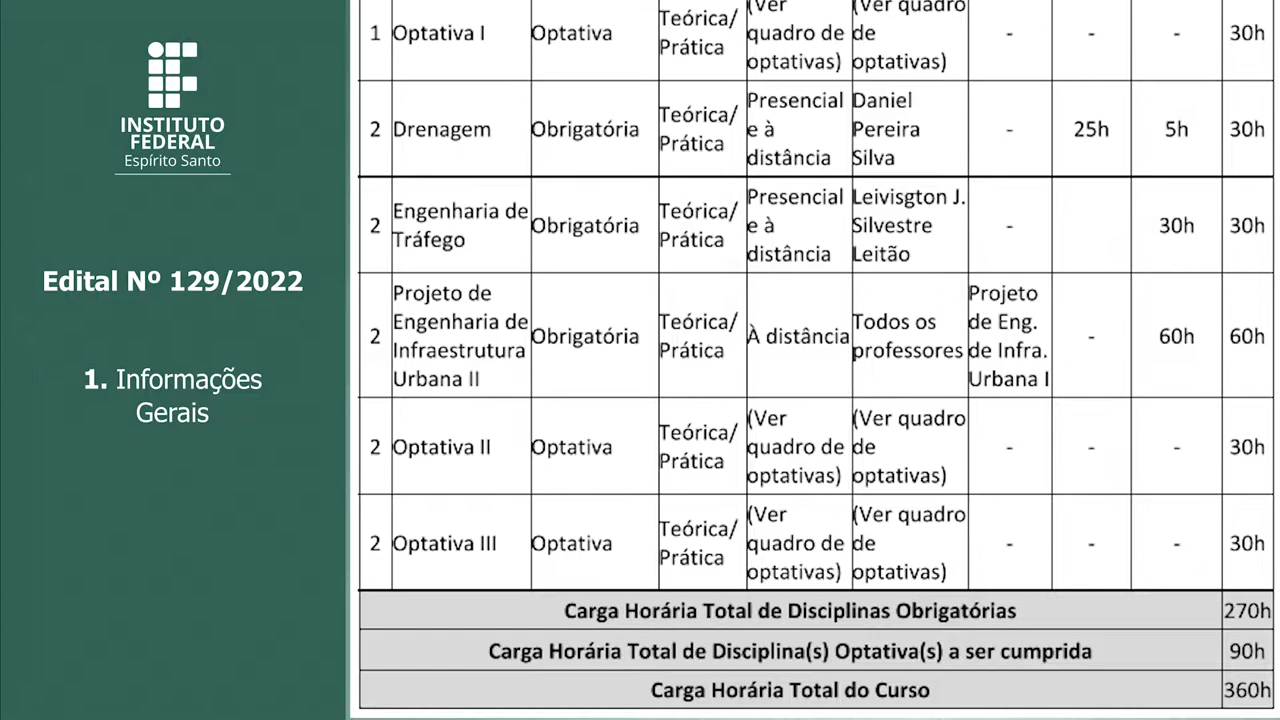 INSTITUTO
FEDERAL
Espírito Santo
Edital Nº 129/2022
1. Informações
Gerais
1 Optativa I Optativa Teórica/ Prática (Ver quadro de optativas) (Ver quadro de optativas) - - - 30h
2 Drenagem Obrigatória Teórica/ Prática Presencial e à distância Daniel Pereira Silva - 25h 5h 30h
2 Engenharia de Tráfego Obrigatória Teórica/ Prática Presencial e à distância Leivisgton J. Silvestre Leitão - 30h 30h
2 Projeto de Engenharia de Infraestrutura Urbana II Obrigatória Teórica/ Prática À distância Todos os professores Projeto de Eng. de Infra. Urbana I - 60h 60h
2 Optativa II Optativa Teórica/ Prática (Ver quadro de optativas) (Ver quadro de optativas) - - - 30h
2 Optativa III Optativa Teórica/ Prática (Ver quadro de optativas) (Ver quadro de optativas) - - - 30h
Carga Horária Total de Disciplinas Obrigatórias 270h
Carga Horária Total de Disciplina(s) Optativa(s) a ser cumprida 90h
Carga Horária Total do Curso 360h